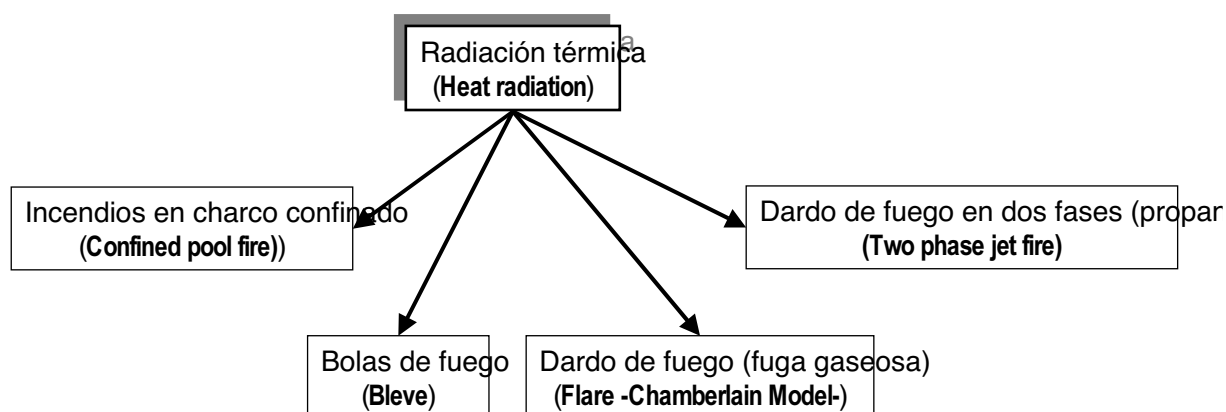 Radiación térmica
(Heat radiation)
Incendios en charco confinado
(Confined pool fire))
Dardo de fuego en dos fases (propan
(Two phase jet fire)
Bolas de fuego
(Bleve)
Dardo de fuego (fuga gaseosa)
(Flare -Chamberlain Model-)